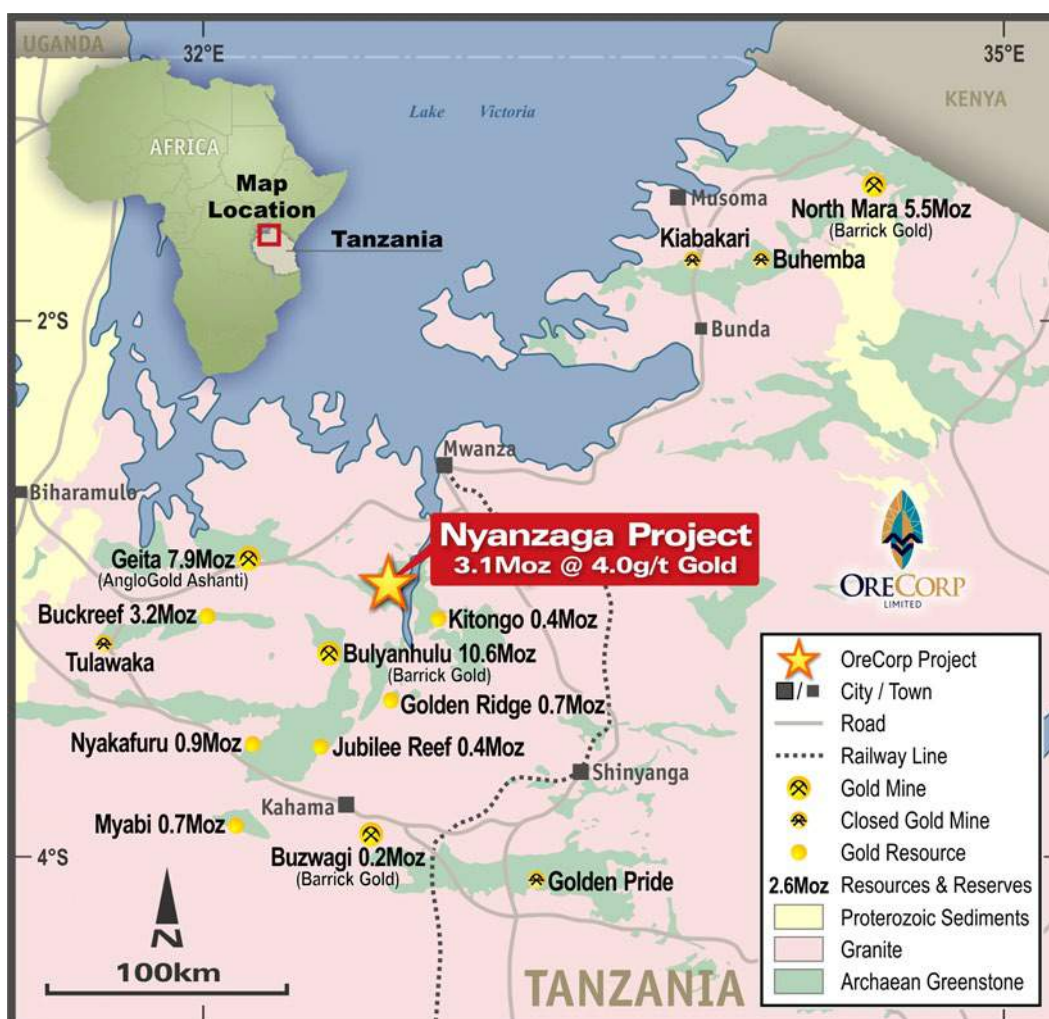 UGANDA
32°E
35°E
KENYA
Lake Victoria
AFRICA
Map
Location
Tanzania
Musoma
North Mara 5.5Moz
(Barrick Gold)
Kiabakari
Buhemba
2°S
Bunda
Mwanza
Biharamulo
Nyanzaga Project
3.1Moz @ 4.0g/t Gold
Geita 7.9Moz
(AngloGold Ashanti)
ORECORP
LIMITED
Buckreef 3.2Moz
Kitongo 0.4Moz
Tulawaka
Bulyanhulu 10.6Moz
(Barrick Gold)
Golden Ridge 0.7Moz
Nyakafuru 0.9Moz
Jubilee Reef 0.4Moz
Shinyanga
Kahama
Myabi 0.7Moz
Buzwagi 0.2Moz
(Barrick Gold)
4°S
Golden Pride
N
100km
TANZANIA
OreCorp Project
/ City / Town
Road
Railway Line
Gold Mine
Closed Gold Mine
Gold Resource
2.6Moz Resources & Reserves
Proterozoic Sediments
Granite
Archaean Greenstone